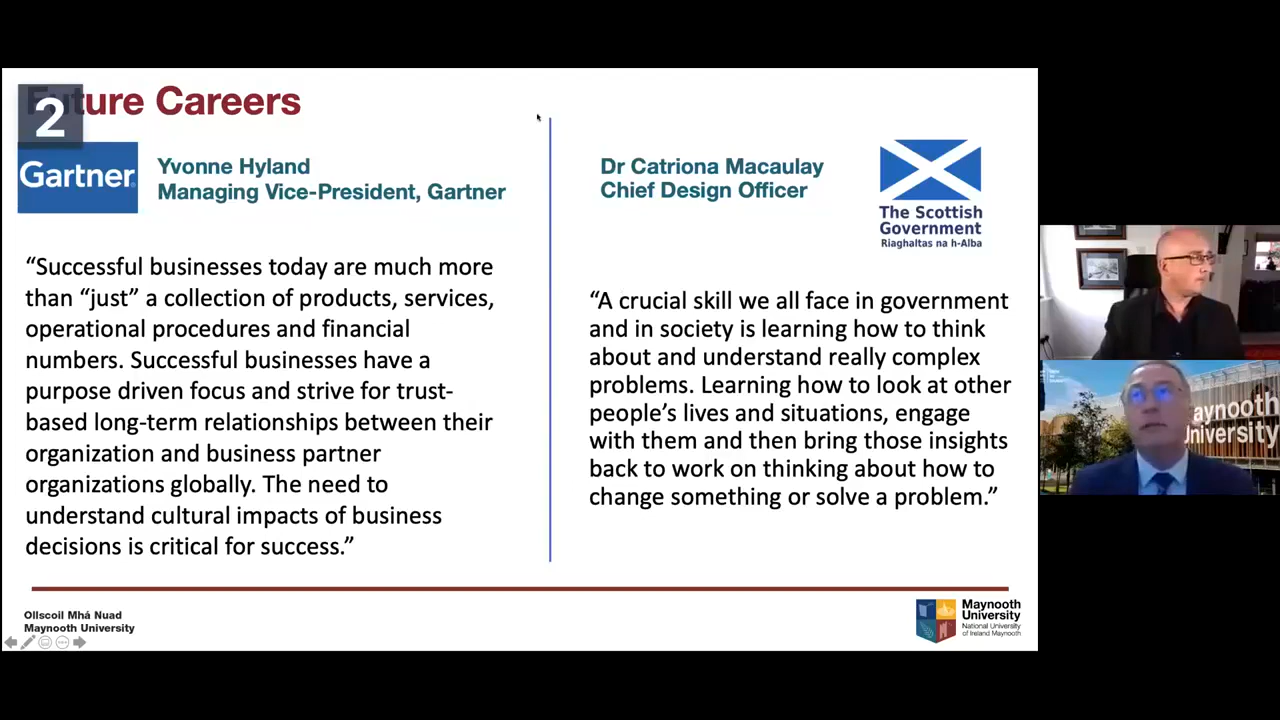 Future Careers
2
Gartner
Yvonne Hyland
Managing Vice-President, Gartner
“Successful businesses today are much more
than “just” a collection of products, services,
operational procedures and financial
numbers. Successful businesses have a
purpose driven focus and strive for trust-
based long-term relationships between their
organization and business partner
organizations globally. The need to
understand cultural impacts of business
decisions is critical for success.”
Dr Catriona Macaulay
Chief Design Officer
The Scottish
Government
Riaghaltas na h-Alba
“A crucial skill we all face in government
and in society is learning how to think
about and understand really complex
problems. Learning how to look at other
people’s lives and situations, engage
with them and then bring those insights
back to work on thinking about how to
change something or solve a problem.”
Ollscoil Mhá Nuad
Maynooth University
Maynooth
University
National University
of Ireland Maynooth
Maynooth
University